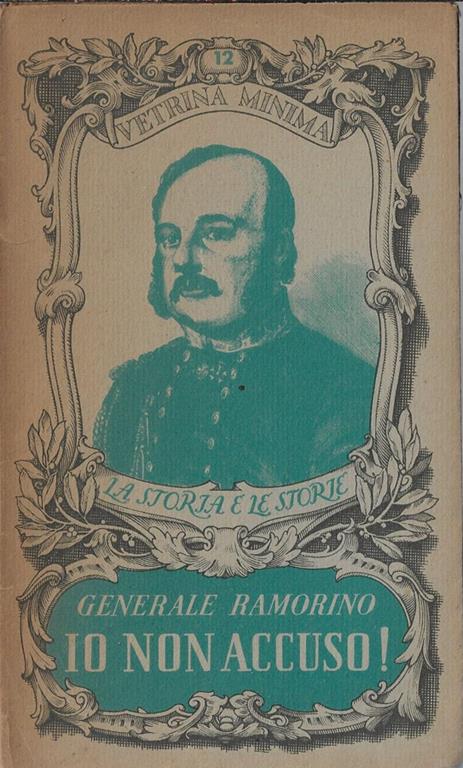 12
VETRINA MINIMA
LA STORIA E LE STORIE
GENERALE RAMORINO
IO NON ACCUSO!